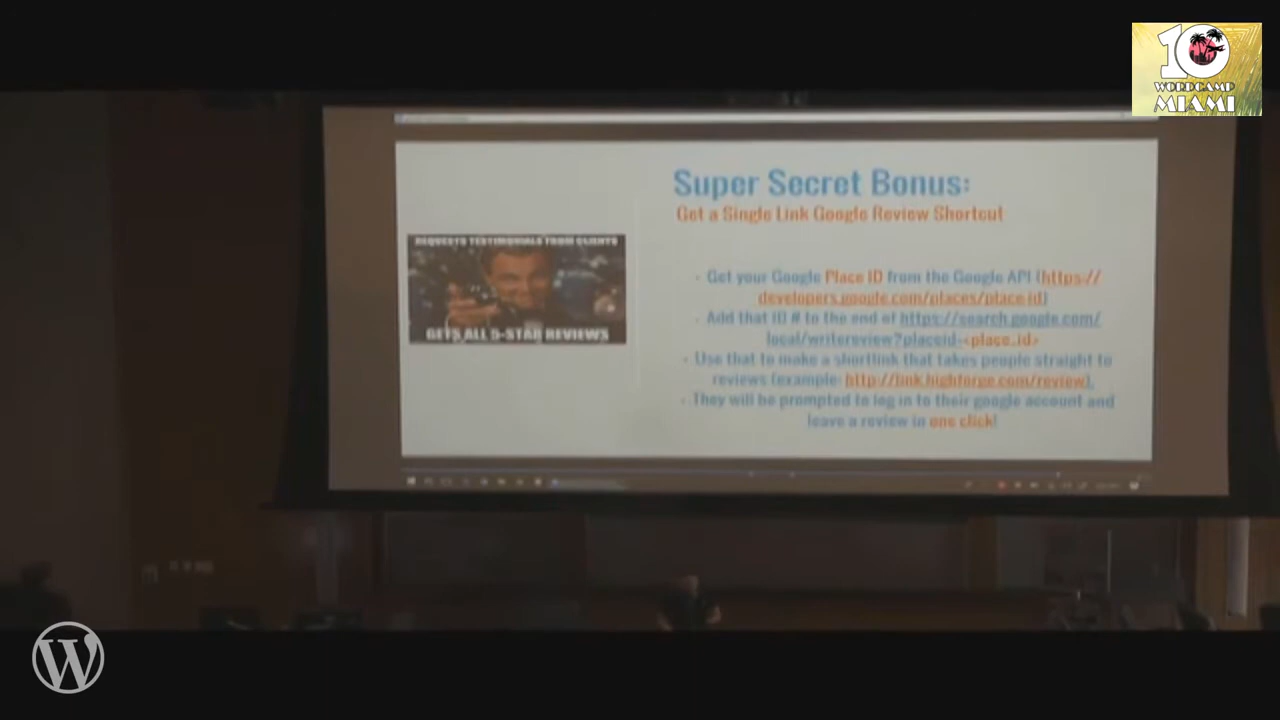 10
WORDCAMP
MIAMI
Super Secret Bonus:
Get a Single Link Google Review Shortcut
REQUESTS TESTIMONIALS FROM CLIENTS
GETS ALL 5-STAR REVIEWS
- Get your Google Place ID from the Google API (https://
developers.google.com/places/place-id)
- Add that ID # to the end of https://search.google.com/
local/writereview?placeid=<place_id>
- Use that to make a shortlink that takes people straight to
reviews (example: http://link.highforge.com/review).
- They will be prompted to log in to their google account and
leave a review in one click!
W